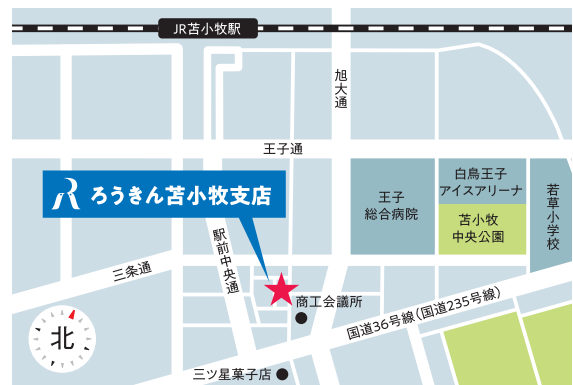 JR苫小牧駅
旭大通
王子通
白鳥王子
アイスアリーナ
王子
総合病院
若草小学校
苫小牧
中央公園
ろうきん苫小牧支店
駅前中央通
三条通
商工会議所
国道36号線(国道235号線)
北
三ツ星菓子店